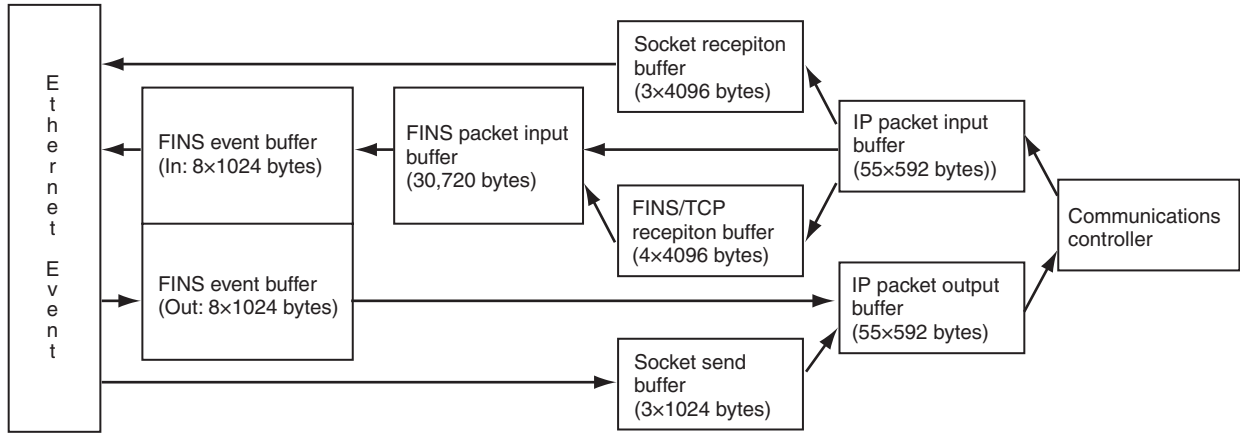 Ethernet Event
Socket recepiton
buffer
(3×4096 bytes)
FINS event buffer
(In: 8×1024 bytes)
FINS packet input
buffer
(30,720 bytes)
IP packet input
buffer
(55×592 bytes))
FINS/TCP
recepiton buffer
(4×4096 bytes)
Communications
controller
FINS event buffer
(Out: 8×1024 bytes)
IP packet output
buffer
(55×592 bytes)
Socket send
buffer
(3×1024 bytes)